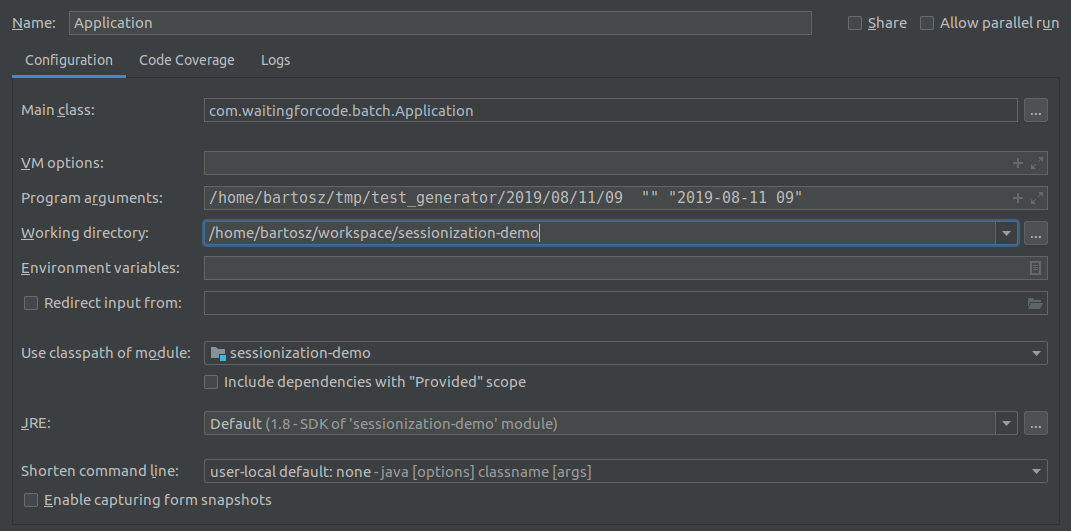 Name: Application Share Allow parallel run
Configuration Code Coverage Logs
Main class: com.waitingforcode.batch.Application ...
VM options:
Program arguments: /home/bartosz/tmp/test_generator/2019/08/11/09  "" "2019-08-11 09"
Working directory: /home/bartosz/workspace/sessionization-demo ...
Environment variables:
Redirect input from:
Use classpath of module: sessionization-demo
Include dependencies with "Provided" scope
JRE: Default (1.8 - SDK of 'sessionization-demo' module) ...
Shorten command line: user-local default: none - java [options] classname [args]
Enable capturing form snapshots